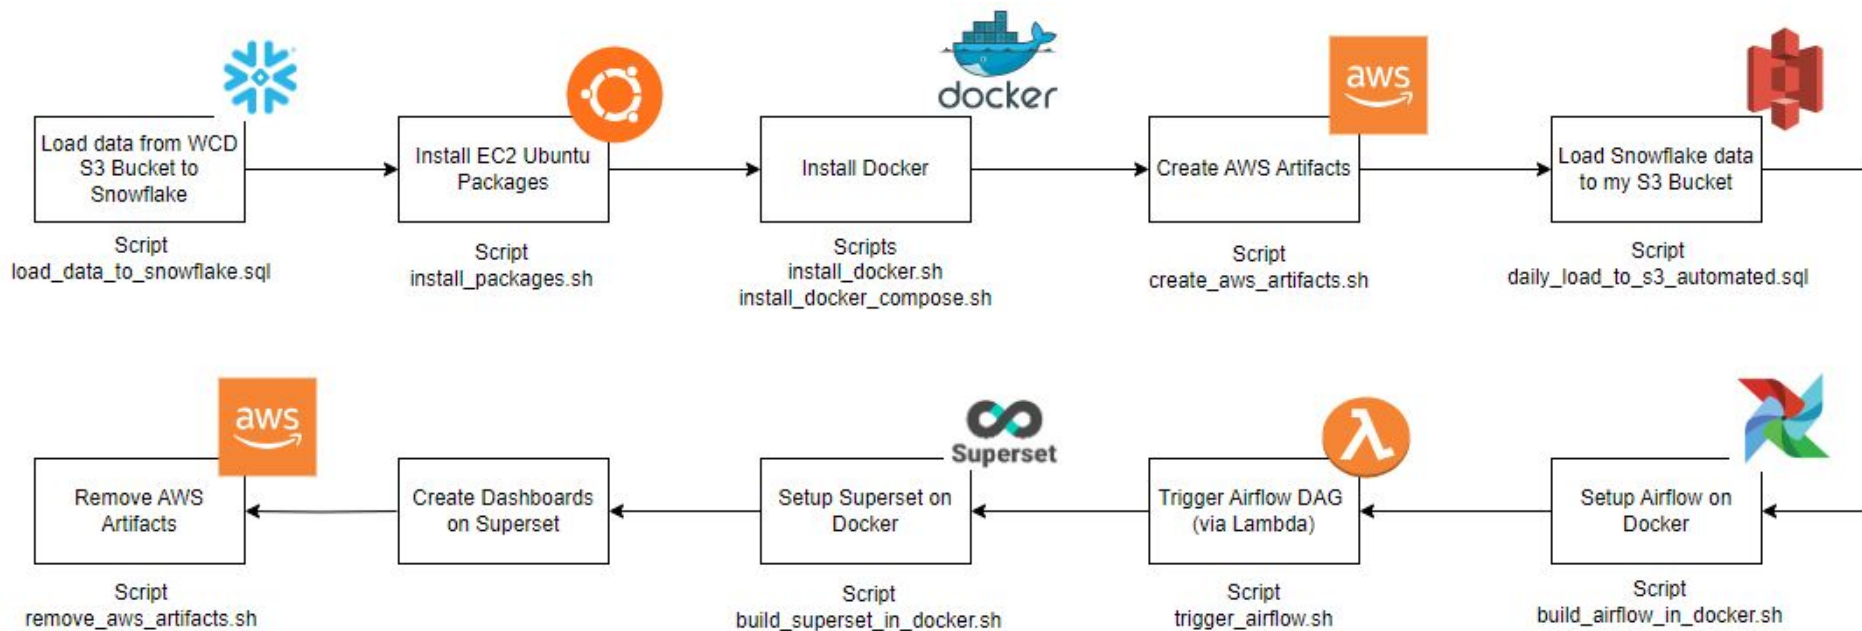 docker
aws
Load data from WCD
S3 Bucket to
Snowflake
Install EC2 Ubuntu
Packages
Install Docker
Create AWS Artifacts
Load Snowflake data
to my S3 Bucket
Script
load_data_to_snowflake.sql
Script
install_packages.sh
Scripts
install_docker.sh
install_docker_compose.sh
Script
create_aws_artifacts.sh
Script
daily_load_to_s3_automated.sql
aws
Superset
λ
Remove AWS
Artifacts
Create Dashboards
on Superset
Setup Superset on
Docker
Trigger Airflow DAG
(via Lambda)
Setup Airflow on
Docker
Script
remove_aws_artifacts.sh
Script
build_superset_in_docker.sh
Script
trigger_airflow.sh
Script
build_airflow_in_docker.sh